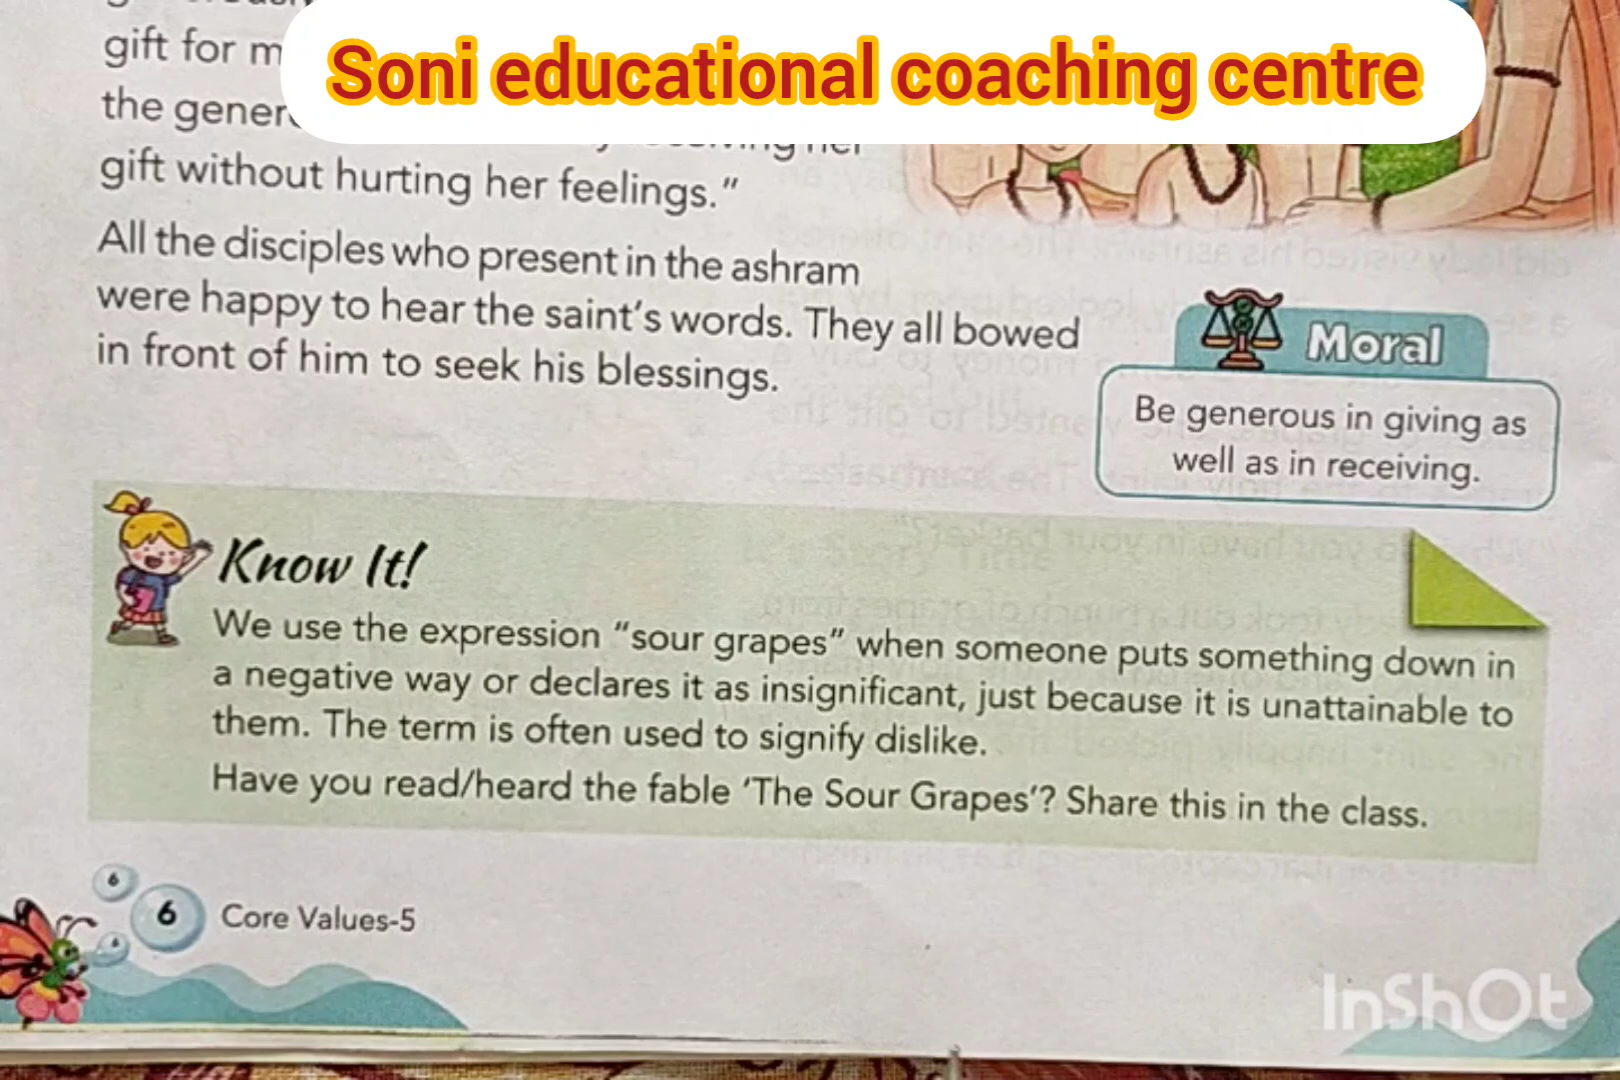 Soni educational coaching centre
gift for m
the gener
gift without hurting her feelings."
All the disciples who present in the ashram
were happy to hear the saint's words. They all bowed
in front of him to seek his blessings.
Moral
Be generous in giving as
well as in receiving.
Know It!
We use the expression "sour grapes" when someone puts something down in
a negative way or declares it as insignificant, just because it is unattainable to
them. The term is often used to signify dislike.
Have you read/heard the fable 'The Sour Grapes'? Share this in the class.
6
6
6
Core Values-5
InShOt